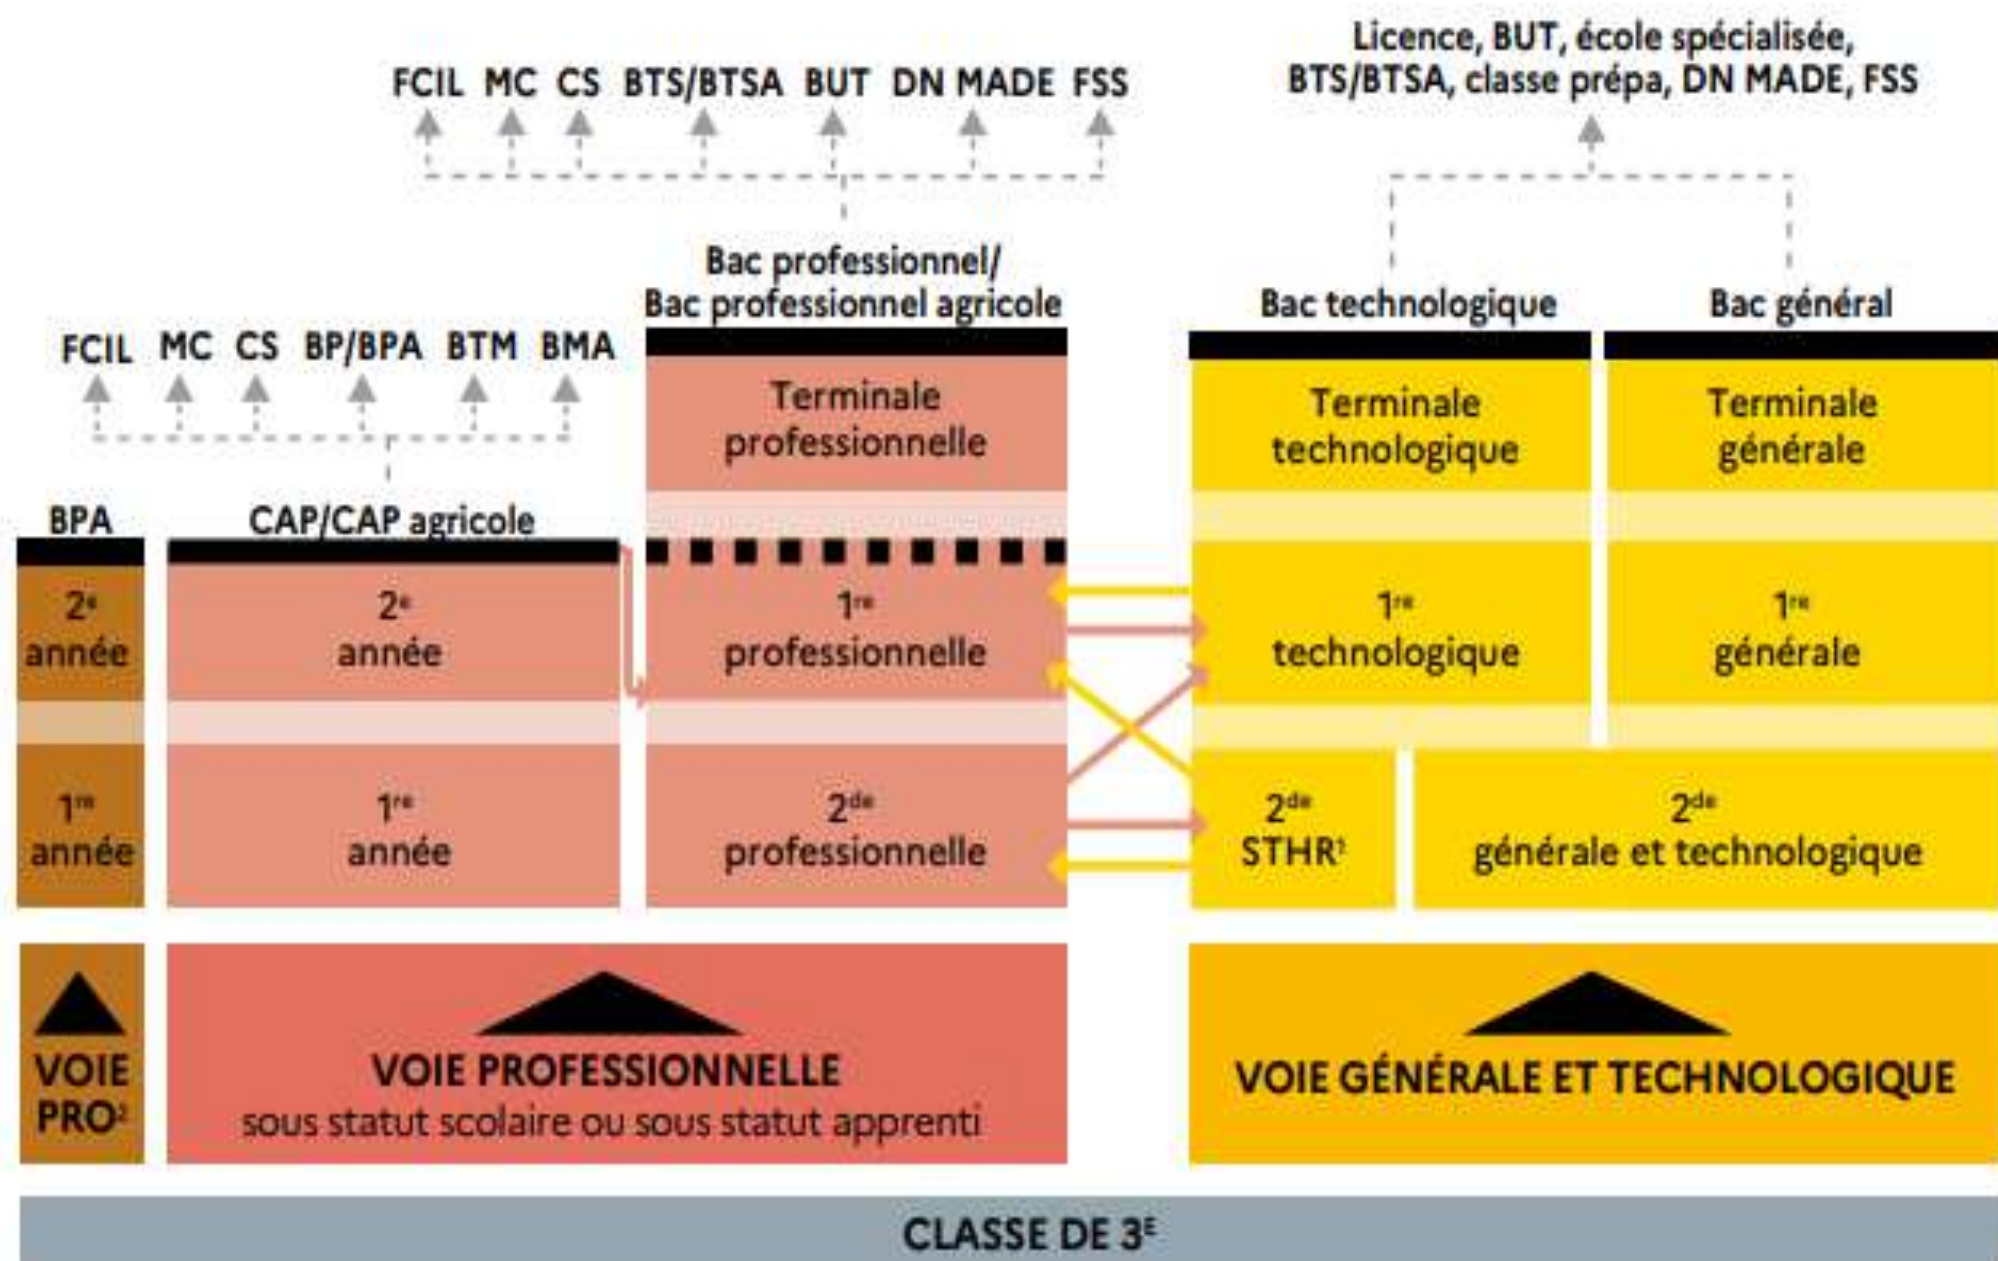 Licence, BUT, école spécialisée,
BTS/BTSA, classe prépa, DN MADE, FSS
FCIL MC CS BTS/BTSA BUT DN MADE FSS
Bac professionnel/
Bac professionnel agricole
Bac technologique
Bac général
FCIL MC CS BP/BPA BTM BMA
Terminale
professionnelle
Terminale
technologique
Terminale
générale
BPA
CAP/CAP agricole
2e
année
2e
année
1re
professionnelle
1re
technologique
1re
générale
1re
année
1re
année
2de
professionnelle
2de
STHR1
2de
générale et technologique
VOIE
PRO2
VOIE PROFESSIONNELLE
sous statut scolaire ou sous statut apprenti
VOIE GÉNÉRALE ET TECHNOLOGIQUE
CLASSE DE 3E